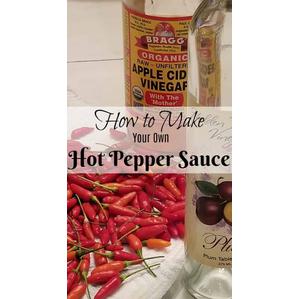 BRAGG
ORGANIC
RAW - UNFILTERED
APPLE CIDER
VINEGAR
With The
'Mother'
How to Make
Your Own
Hot Pepper Sauce
Plum Table